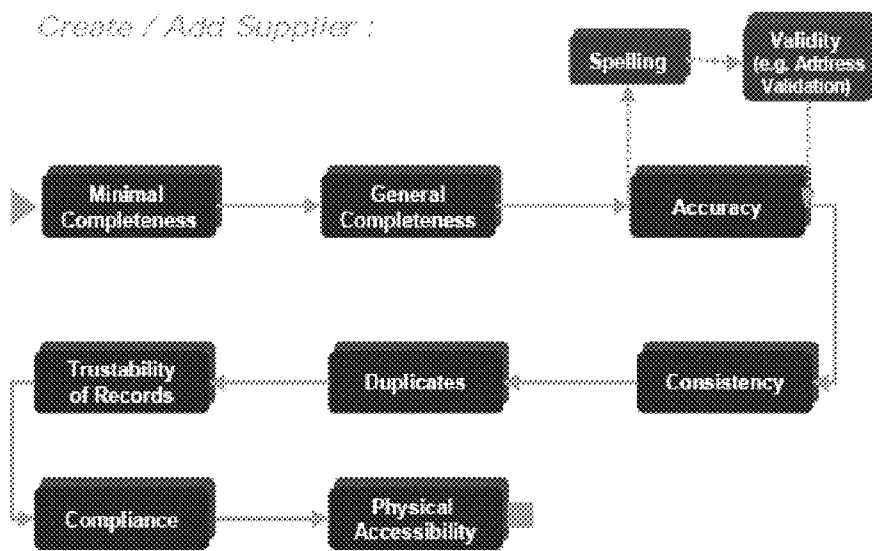 Create / Add Supplier :
Spelling
Validity
(e.g. Address
Validation)
Minimal
Completeness
General
Completeness
Accuracy
Trustability
of Records
Duplicates
Consistency
Compliance
Physical
Accessibility